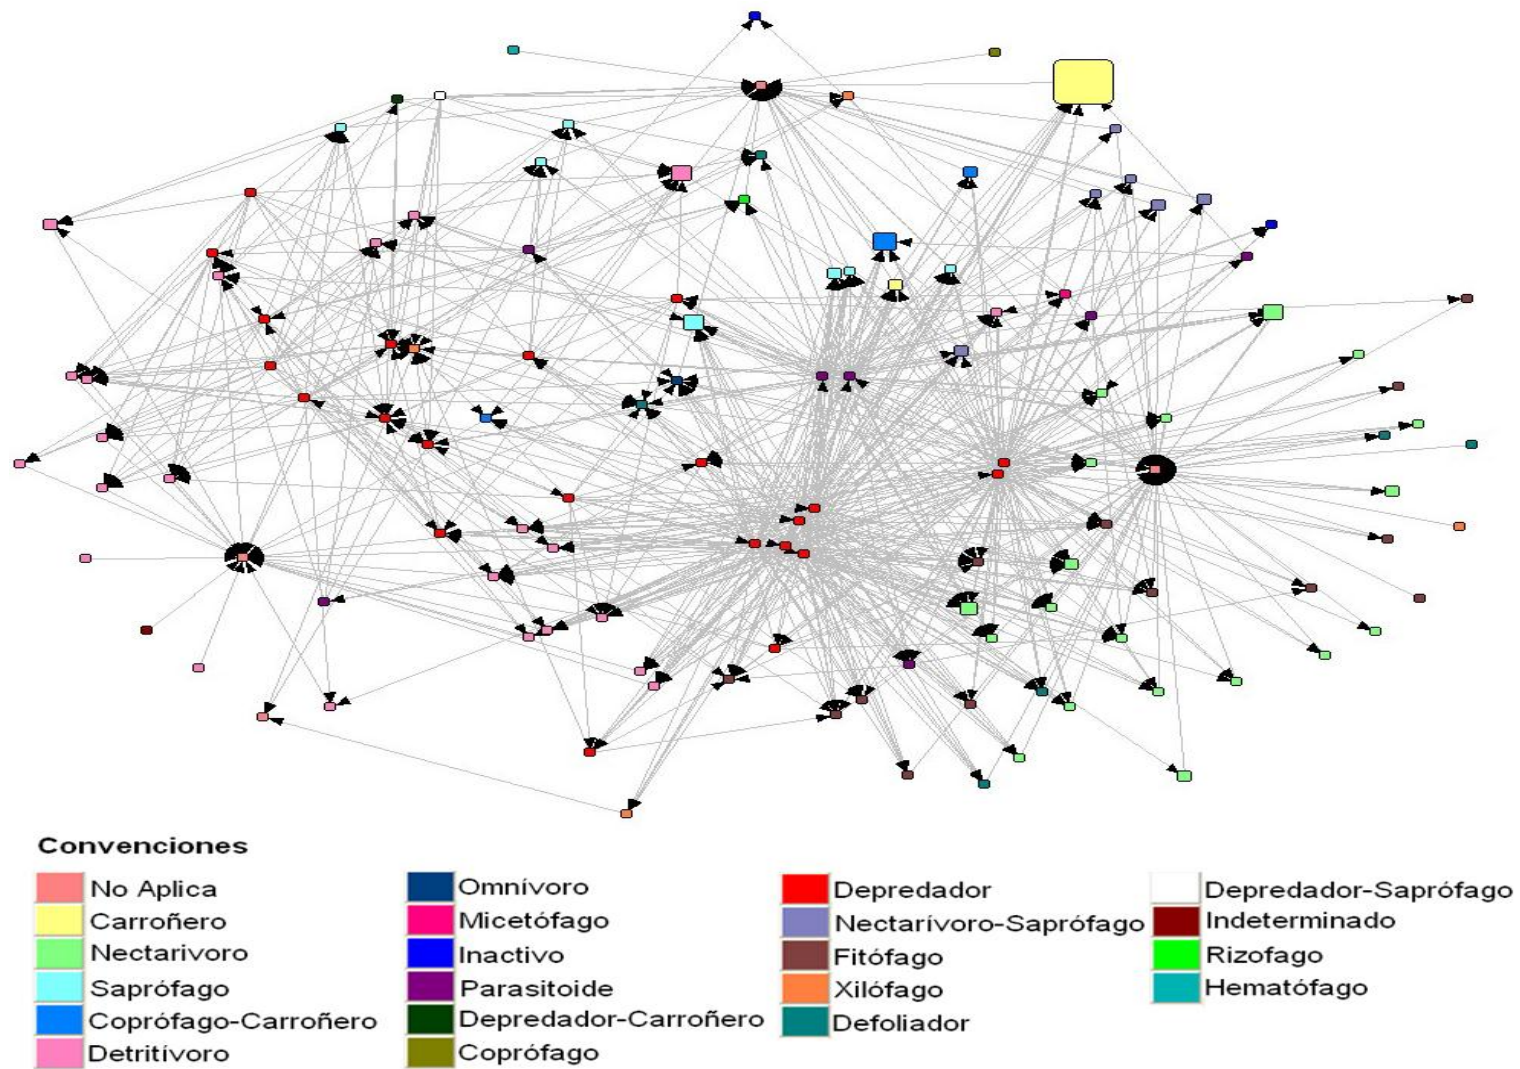 Convenciones
No Aplica
Carroñero
Nectarivoro
Saprófago
Coprófago-Carroñero
Detritívoro
Omnívoro
Micetófago
Inactivo
Parasitoide
Depredador-Carroñero
Coprófago
Depredador
Nectarívoro-Saprófago
Fitófago
Xilófago
Defoliador
Depredador-Saprófago
Indeterminado
Rizofago
Hematófago